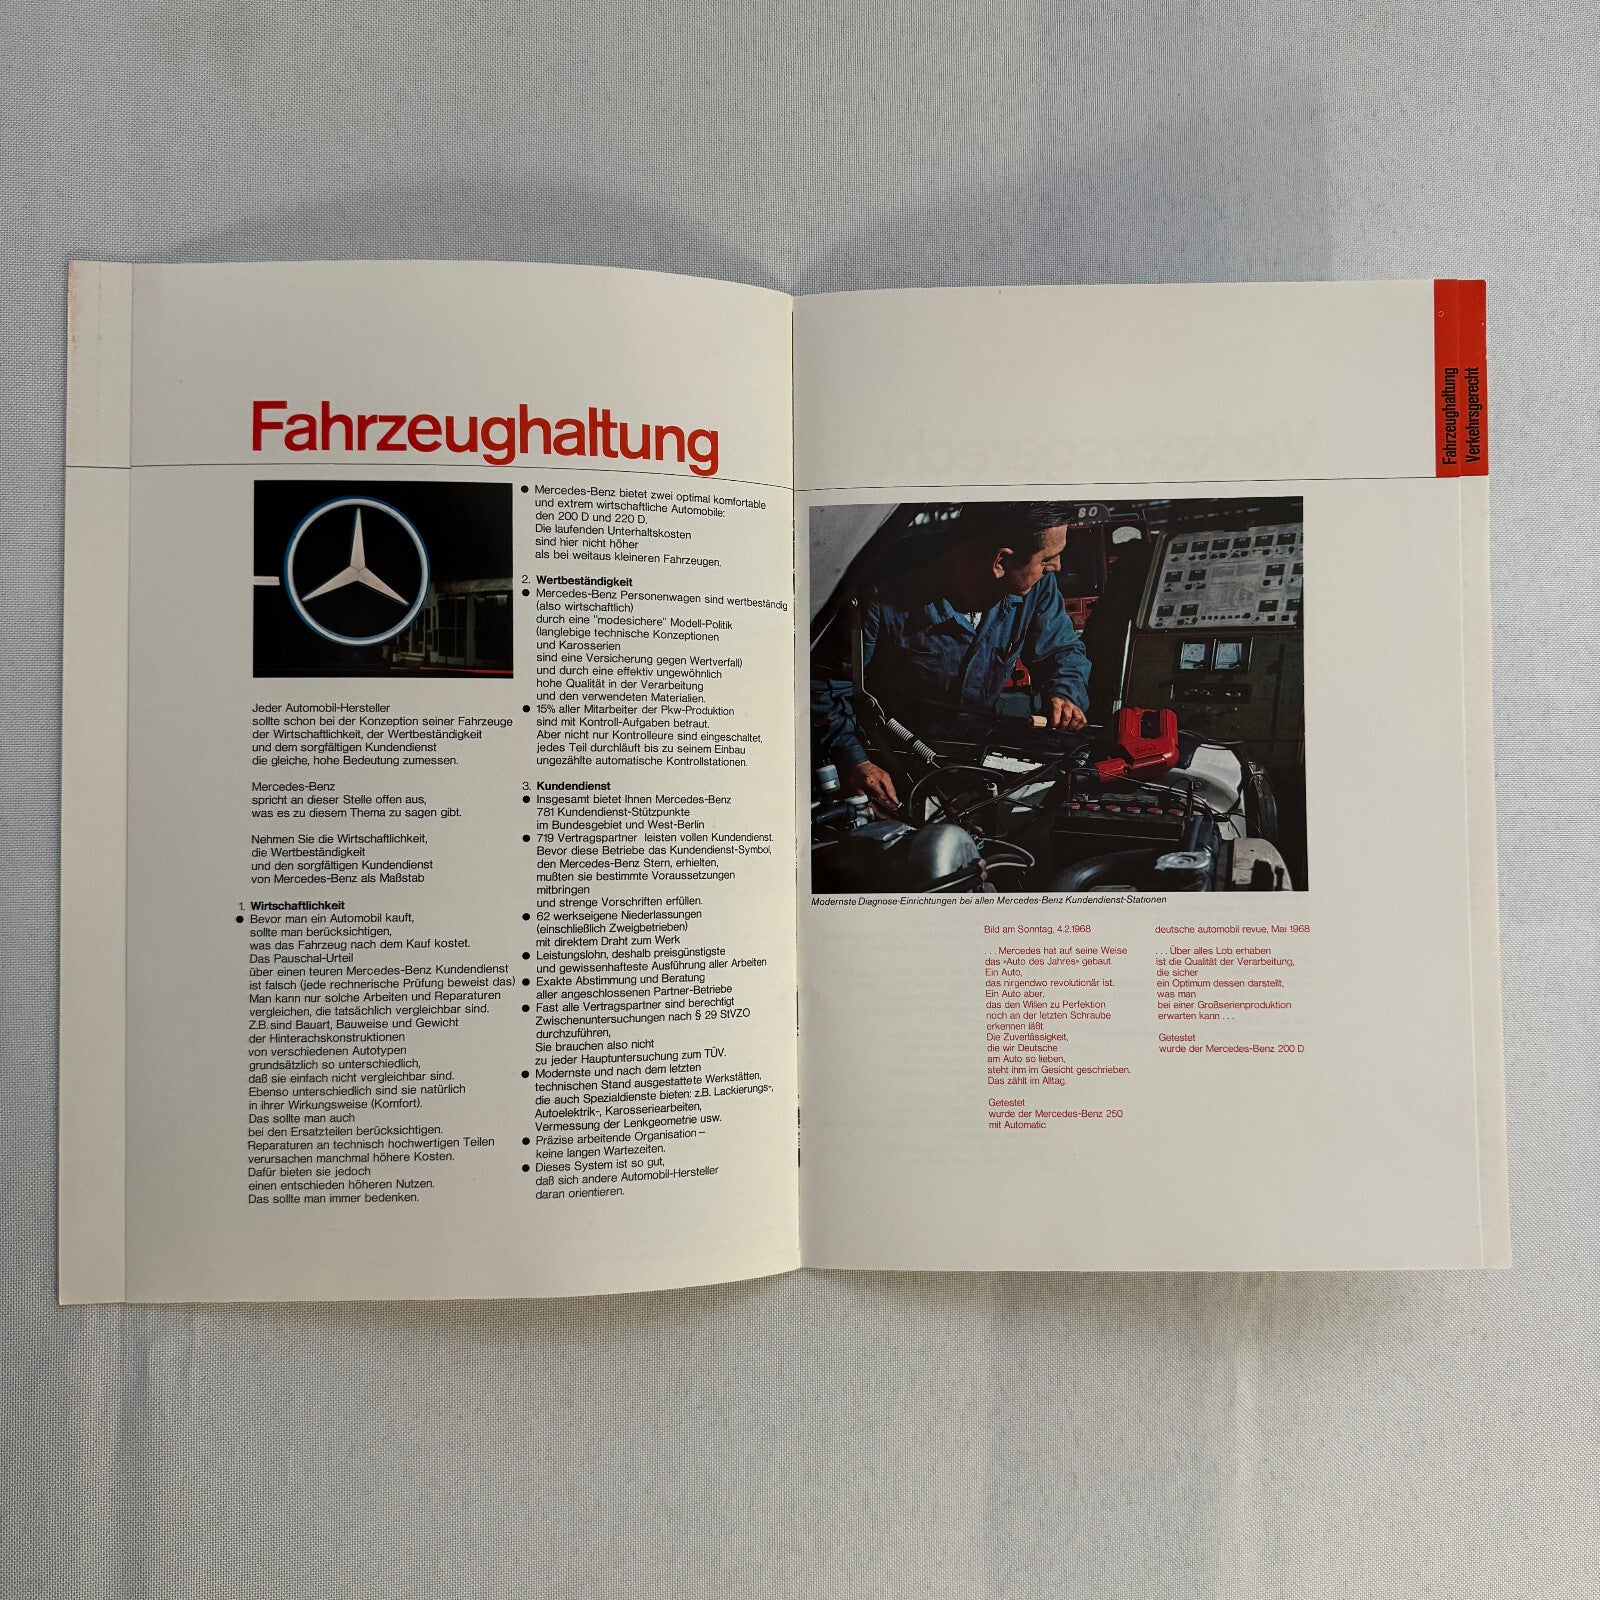 Fahrzeughaltung
Jeder Automobil-Hersteller
sollte schon bei der Konzeption seiner Fahrzeuge
der Wirtschaftlichkeit, der Wertbeständigkeit
und dem sorgfältigen Kundendienst
die gleiche, hohe Bedeutung zumessen.
Mercedes-Benz
spricht an dieser Stelle offen aus,
was es zu diesem Thema zu sagen gibt.
Nehmen Sie die Wirtschaftlichkeit,
die Wertbeständigkeit
und den sorgfältigen Kundendienst
von Mercedes-Benz als Maßstab
1. Wirtschaftlichkeit
● Bevor man ein Automobil kauft,
sollte man berücksichtigen,
was das Fahrzeug nach dem Kauf kostet.
Das Pauschal-Urteil
über einen teuren Mercedes-Benz Kundendienst
ist falsch (jede rechnerische Prüfung beweist das)
Man kann nur solche Arbeiten und Reparaturen
vergleichen, die tatsächlich vergleichbar sind.
Z.B. sind Bauart, Bauweise und Gewicht
der Hinterachskonstruktionen
von verschiedenen Autotypen
grundsätzlich so unterschiedlich,
daß sie einfach nicht vergleichbar sind.
Ebenso unterschiedlich sind sie natürlich
in ihrer Wirkungsweise (Komfort).
Das sollte man auch
bei den Ersatzteilen berücksichtigen.
Reparaturen an technisch hochwertigen Teilen
verursachen manchmal höhere Kosten.
Dafür bieten sie jedoch
einen entschieden höheren Nutzen.
Das sollte man immer bedenken.
● Mercedes-Benz bietet zwei optimal komfortable
und extrem wirtschaftliche Automobile:
den 200 D und 220 D,
Die laufenden Unterhaltskosten
sind hier nicht höher
als bei weitaus kleineren Fahrzeugen.
2. Wertbeständigkeit
● Mercedes-Benz Personenwagen sind wertbeständig
(also wirtschaftlich)
durch eine "modesichere" Modell-Politik
(langlebige technische Konzeptionen
und Karosserien
sind eine Versicherung gegen Wertverfall)
und durch eine effektiv ungewöhnlich
hohe Qualität in der Verarbeitung
und den verwendeten Materialien.
● 15% aller Mitarbeiter der Pkw-Produktion
sind mit Kontroll-Aufgaben betraut.
Aber nicht nur Kontrolleure sind eingeschaltet,
jedes Teil durchläuft bis zu seinem Einbau
ungezählte automatische Kontrollstationen.
3. Kundendienst
● Insgesamt bietet Ihnen Mercedes-Benz
781 Kundendienst-Stützpunkte
im Bundesgebiet und West-Berlin
● 719 Vertragspartner leisten vollen Kundendienst.
Bevor diese Betriebe das Kundendienst-Symbol,
den Mercedes-Benz Stern, erhielten,
mußten sie bestimmte Voraussetzungen
mitbringen
und strenge Vorschriften erfüllen.
● 62 werkseigene Niederlassungen
(einschließlich Zweigbetrieben)
mit direktem Draht zum Werk
● Leistungslohn, deshalb preisgünstigste
und gewissenhafteste Ausführung aller Arbeiten
● Exakte Abstimmung und Beratung
aller angeschlossenen Partner-Betriebe
● Fast alle Vertragspartner sind berechtigt
Zwischenuntersuchungen nach § 29 StVZO
durchzuführen,
Sie brauchen also nicht
zu jeder Hauptuntersuchung zum TÜV.
● Modernste und nach dem letzten
technischen Stand ausgestattete Werkstätten,
die auch Spezialdienste bieten: z.B. Lackierungs-,
Autoelektrik-, Karosseriearbeiten,
Vermessung der Lenkgeometrie usw.
● Präzise arbeitende Organisation –
keine langen Wartezeiten.
● Dieses System ist so gut,
daß sich andere Automobil-Hersteller
daran orientieren.
Fahrzeughaltung
Verkehrsgerecht
80
Modernste Diagnose-Einrichtungen bei allen Mercedes-Benz Kundendienst-Stationen
Bild am Sonntag, 4.2.1968
. . . Mercedes hat auf seine Weise
das »Auto des Jahres« gebaut.
Ein Auto,
das nirgendwo revolutionär ist.
Ein Auto aber,
das den Willen zu Perfektion
noch an der letzten Schraube
erkennen läßt.
Die Zuverlässigkeit,
die wir Deutsche
am Auto so lieben,
steht ihm im Gesicht geschrieben.
Das zählt im Alltag.
Getestet
wurde der Mercedes-Benz 250
mit Automatic
deutsche automobil revue, Mai 1968
. . . Über alles Lob erhaben
ist die Qualität der Verarbeitung,
die sicher
ein Optimum dessen darstellt,
was man
bei einer Großserienproduktion
erwarten kann . . .
Getestet
wurde der Mercedes-Benz 200 D